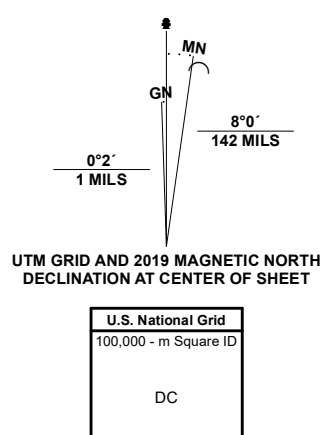 MN
GN
8°0´
142 MILS
0°2´
1 MILS
UTM GRID AND 2019 MAGNETIC NORTH
DECLINATION AT CENTER OF SHEET
U.S. National Grid
100,000 - m Square ID
DC